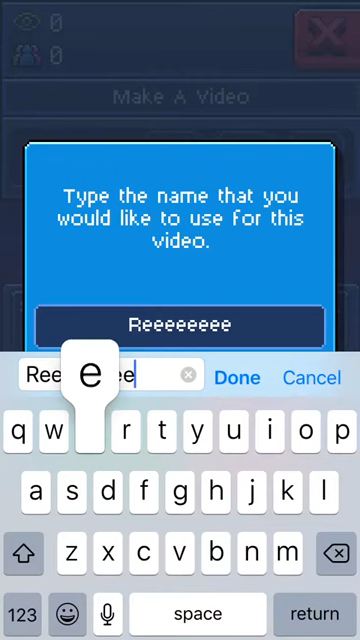 0
0
Make A Video
Type the name that you
would like to use for this
video.
Reeeeeeee
Ree
e
ee
Done
Cancel
q w r t y u i o p
a s d f g h j k l
z x c v b n m
123
space
return